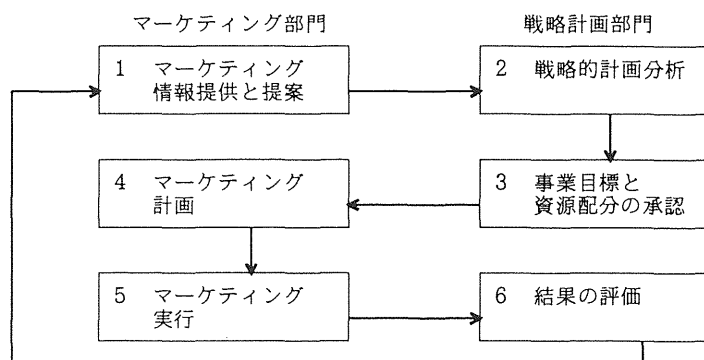 マーケティング部門
戦略計画部門
1 マーケティング
情報提供と提案
2 戦略的計画分析
4 マーケティング
計画
3 事業目標と
資源配分の承認
5 マーケティング
実行
6 結果の評価